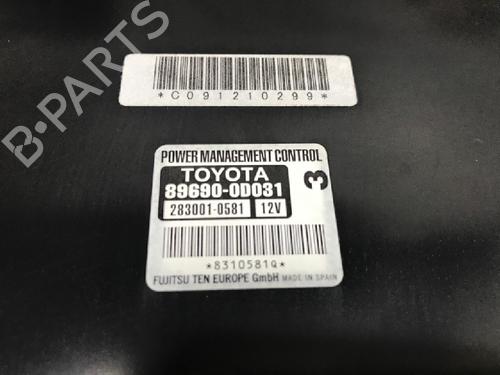 B-PARTS
*C091210299*
POWER MANAGEMENT CONTROL
TOYOTA
89690-0D031
3
283001-0581 12V
*8310581Q*
FUJITSU TEN EUROPE GmbH MADE IN SPAIN